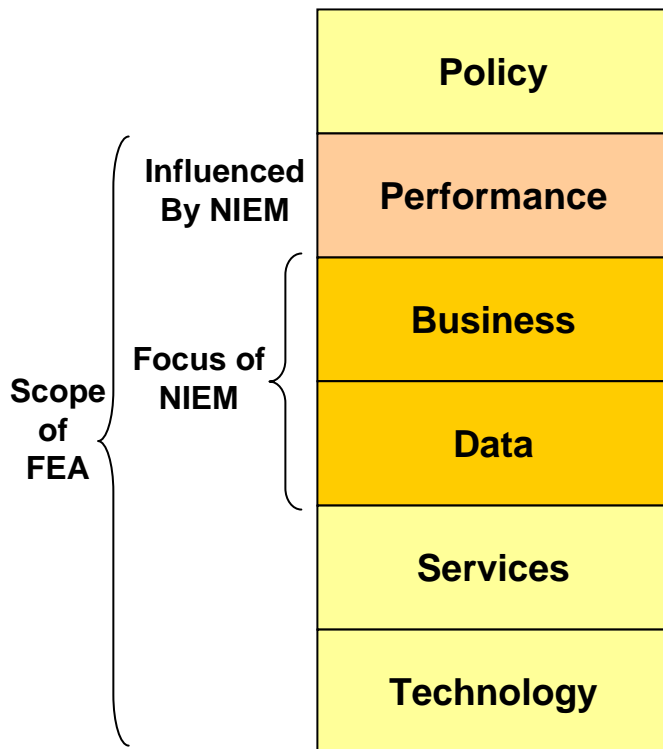 Policy
Influenced
By NIEM
Performance
Business
Focus of
NIEM
Scope
of
FEA
Data
Services
Technology